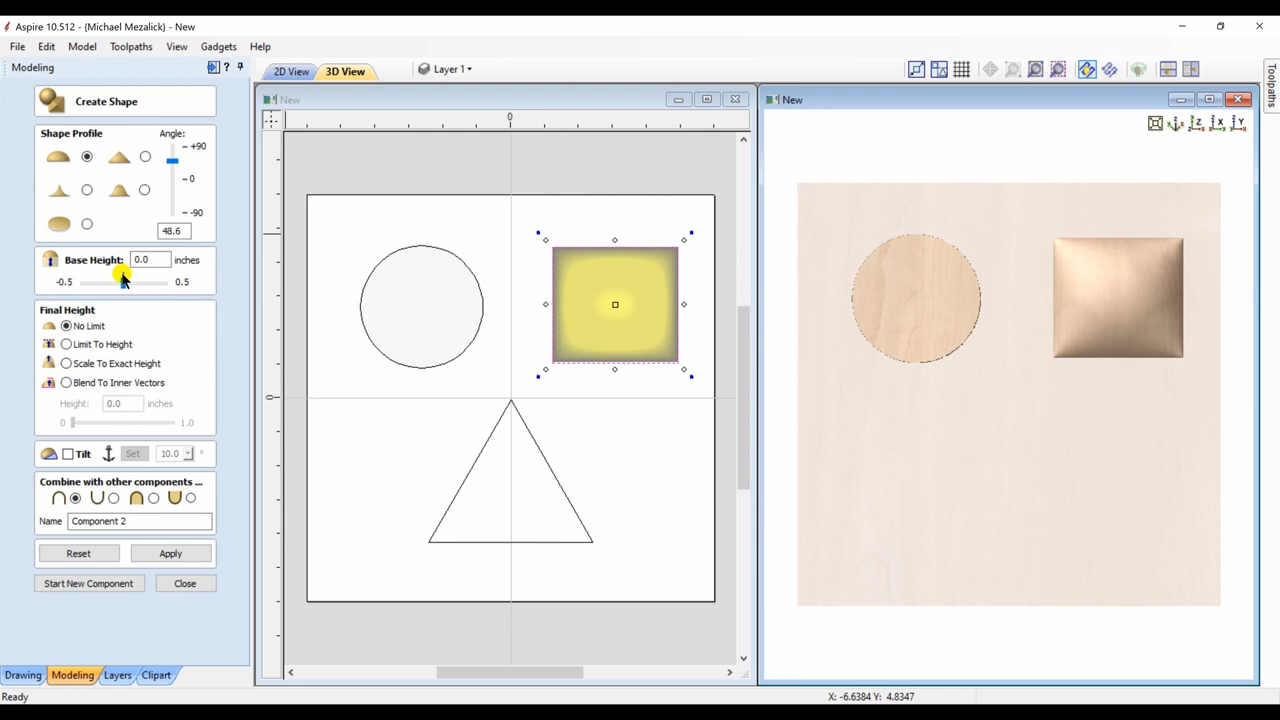 Aspire 10.512 - {Michael Mezalick} - New
File Edit Model Toolpaths View Gadgets Help
Modeling
2D View 3D View Layer 1
Toolpaths
Create Shape
New
New
0
Z X Y
Shape Profile Angle:
+90
0
-90
48.6
Base Height: 0.0 inches
-0.5 0.5
Final Height
No Limit
Limit To Height
Scale To Exact Height
Blend To Inner Vectors
Height: 0.0 inches
0 1.0
0
Tilt Set 10.0 °
Combine with other components ...
Name Component 2
Reset Apply
Start New Component Close
Drawing Modeling Layers Clipart
Ready X: -6.6384 Y: 4.8347